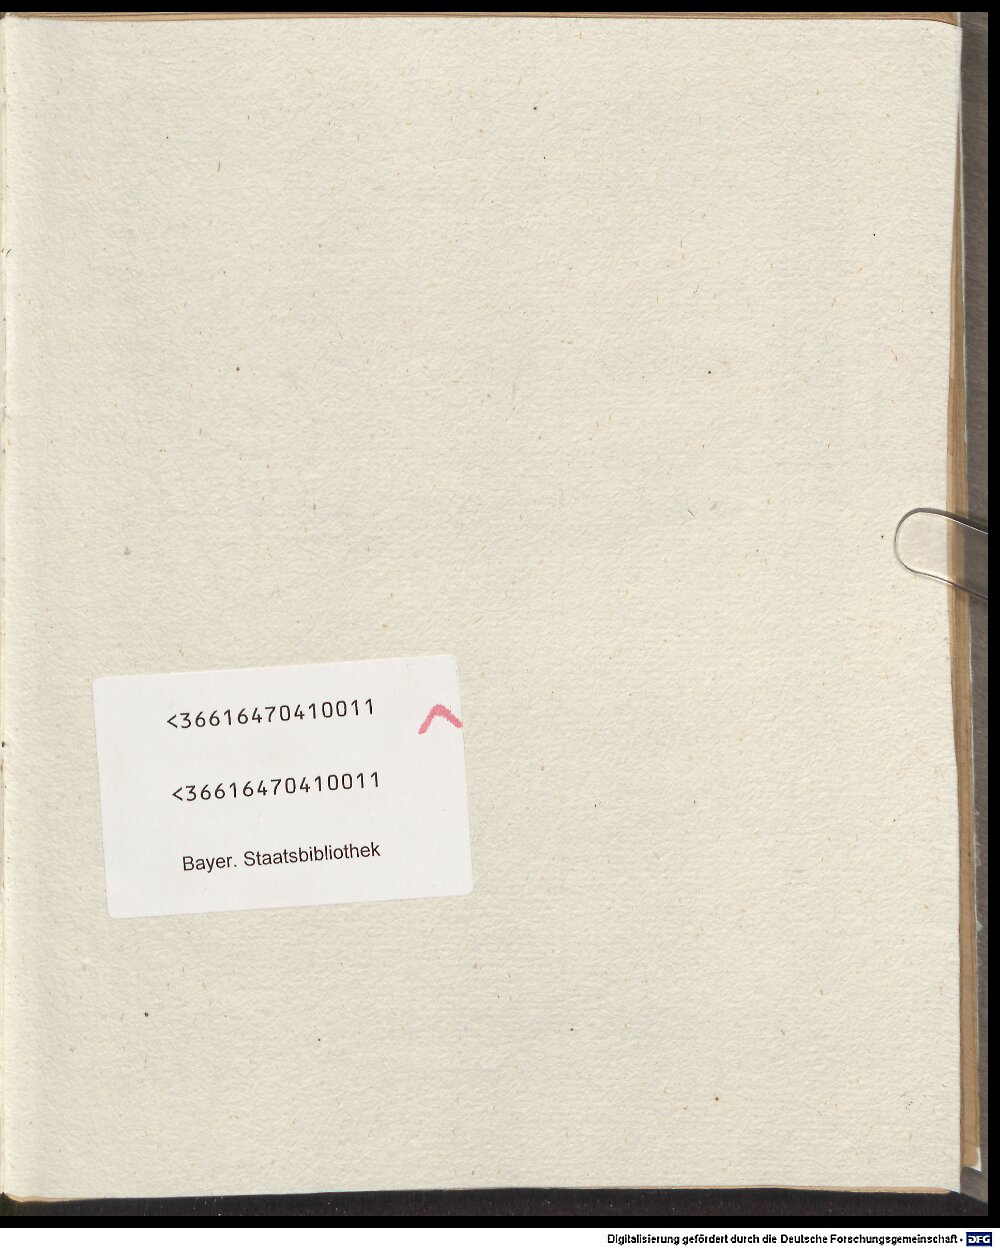 <36616470410011
<36616470410011
Bayer. Staatsbibliothek
Digitalisierung gefördert durch die Deutsche Forschungsgemeinschaft - DFG